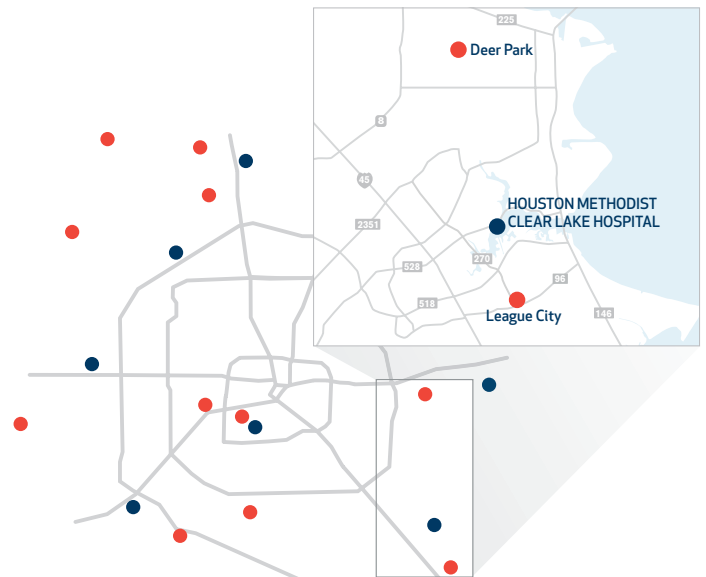 225
Deer Park
8
45
HOUSTON METHODIST
CLEAR LAKE HOSPITAL
2351
270
528
96
518
146
League City